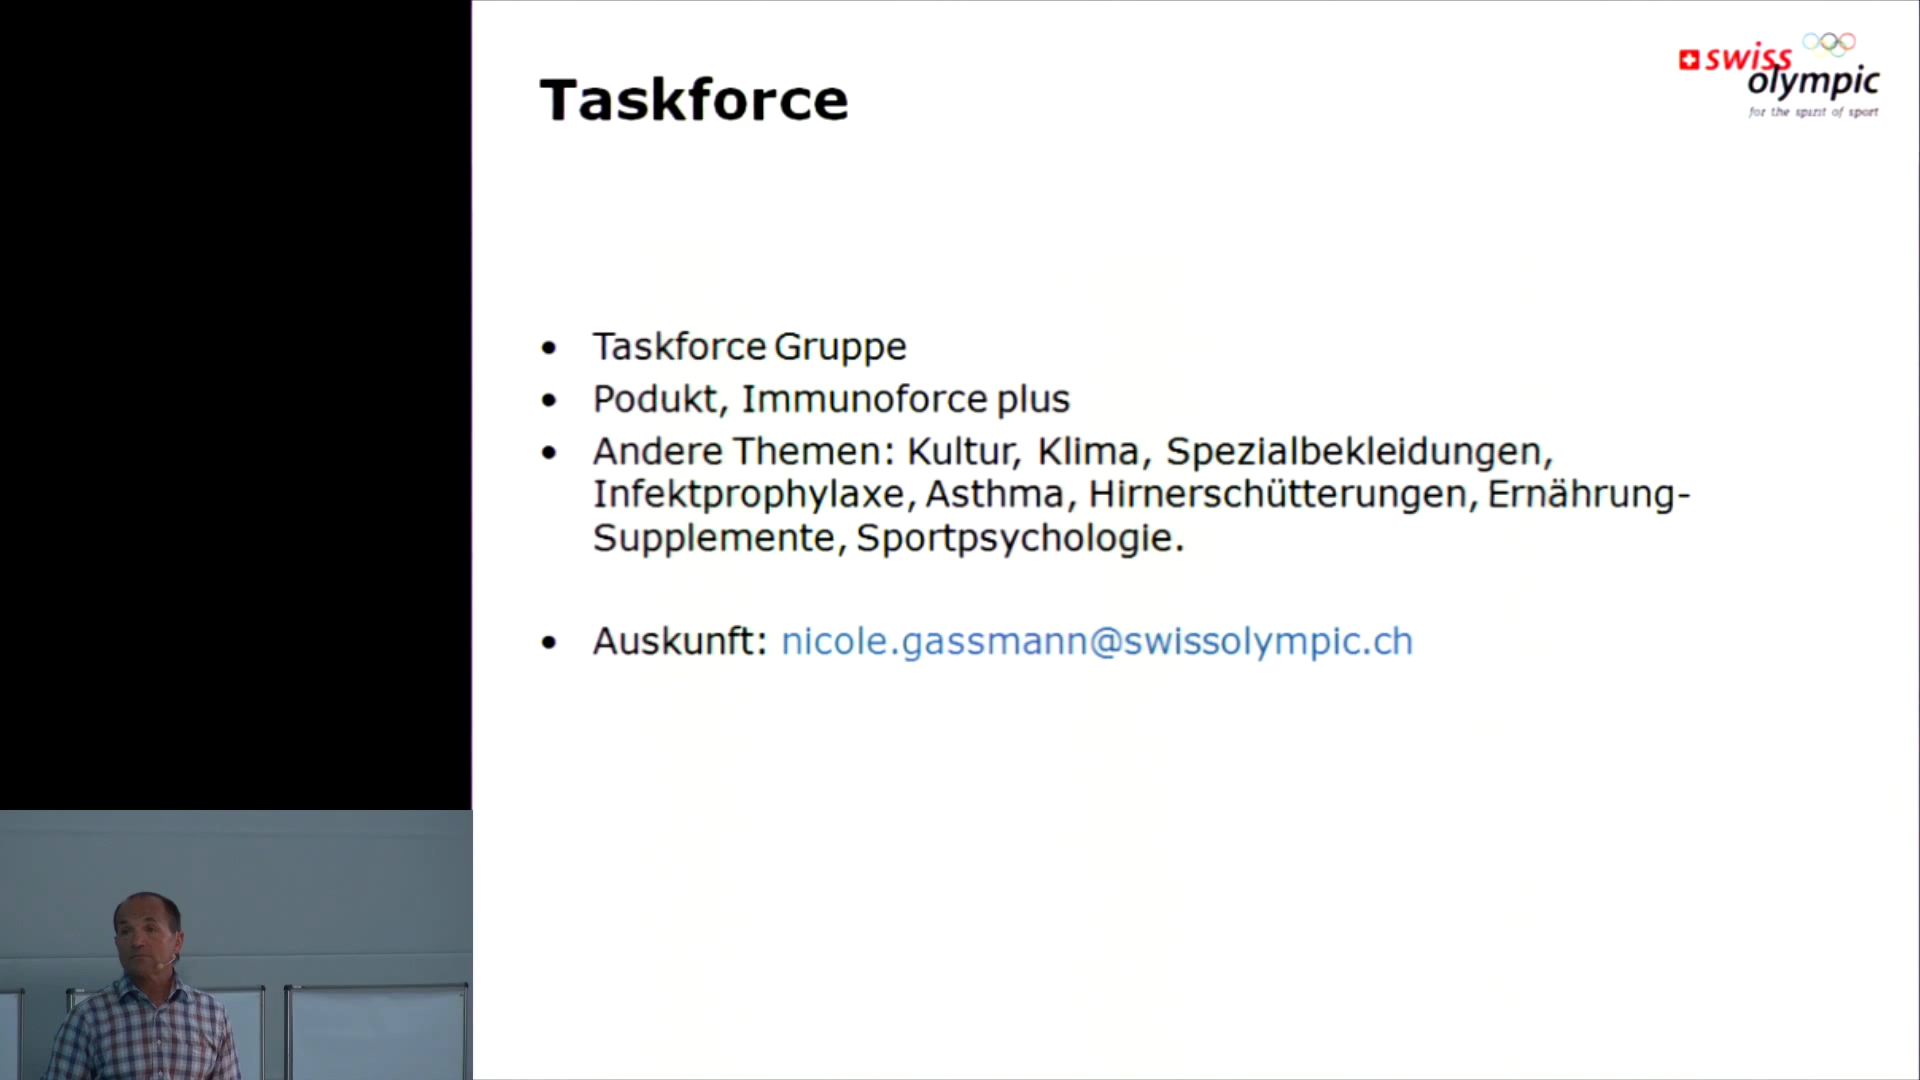 Taskforce
swiss
olympic
for the spirit of sport
• Taskforce Gruppe
• Podukt, Immunoforce plus
• Andere Themen: Kultur, Klima, Spezialbekleidungen,
Infektprophylaxe, Asthma, Hirnerschütterungen, Ernährung-
Supplemente, Sportpsychologie.
• Auskunft: nicole.gassmann@swissolympic.ch